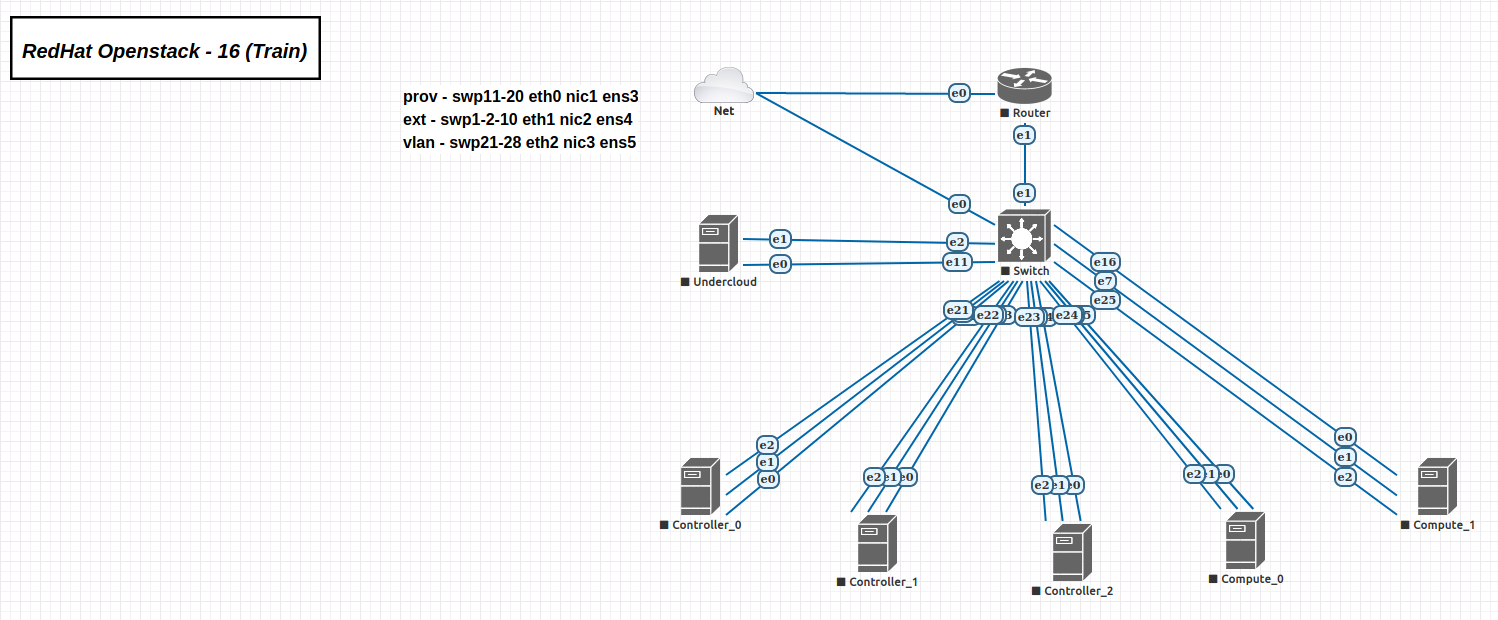 RedHat Openstack - 16 (Train)
prov - swp11-20 eth0 nic1 ens3
ext - swp1-2-10 eth1 nic2 ens4
vlan - swp21-28 eth2 nic3 ens5
Net
e0
Router
e1
e1
e0
Undercloud
e1
e0
e2
e11
Switch
e16
e7
e25
e21
e22
e23
e24
e2
e1
e0
Controller_0
e2
e1
e0
Controller_1
e2
e1
e0
Controller_2
e2
e1
e0
Compute_0
e0
e1
e2
Compute_1